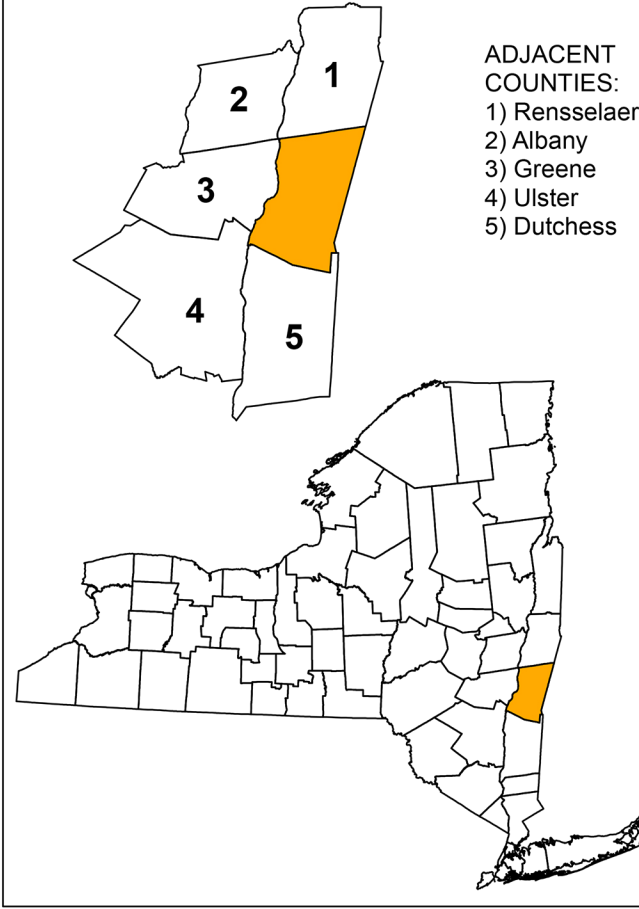 ADJACENT
COUNTIES:
1) Rensselaer
2) Albany
3) Greene
4) Ulster
5) Dutchess
1
2
3
4
5